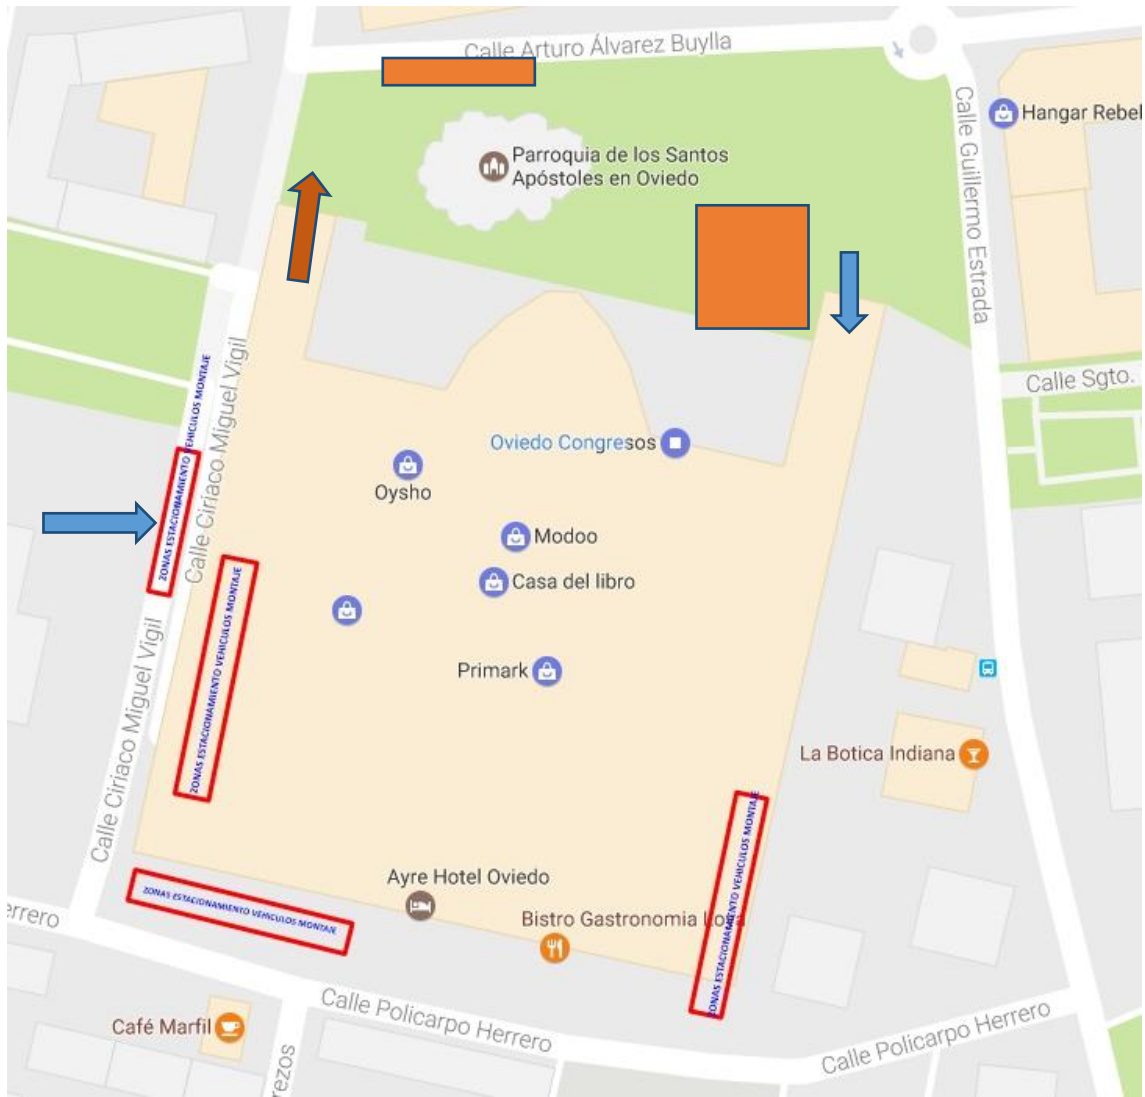 Calle Arturo Álvarez Buylla
Hangar Rebel
Calle Guillermo Estrada
Parroquia de los Santos
Apóstoles en Oviedo
Calle Sgto.
ZONAS ESTACIONAMIENTO VEHICULOS MONTAJE
Calle Ciriaco Miguel Vigil
Oviedo Congresos
Oysho
Modoo
Casa del libro
ZONAS ESTACIONAMIENTO VEHICULOS MONTAJE
Primark
Calle Ciriaco Miguel Vigil
La Botica Indiana
ZONAS ESTACIONAMIENTO VEHICULOS MONTAJE
Ayre Hotel Oviedo
ZONAS ESTACIONAMIENTO VEHICULOS MONTAJE
Bistro Gastronomia
errero
Calle Policarpo Herrero
Café Marfil
Calle Policarpo Herrero
rezos